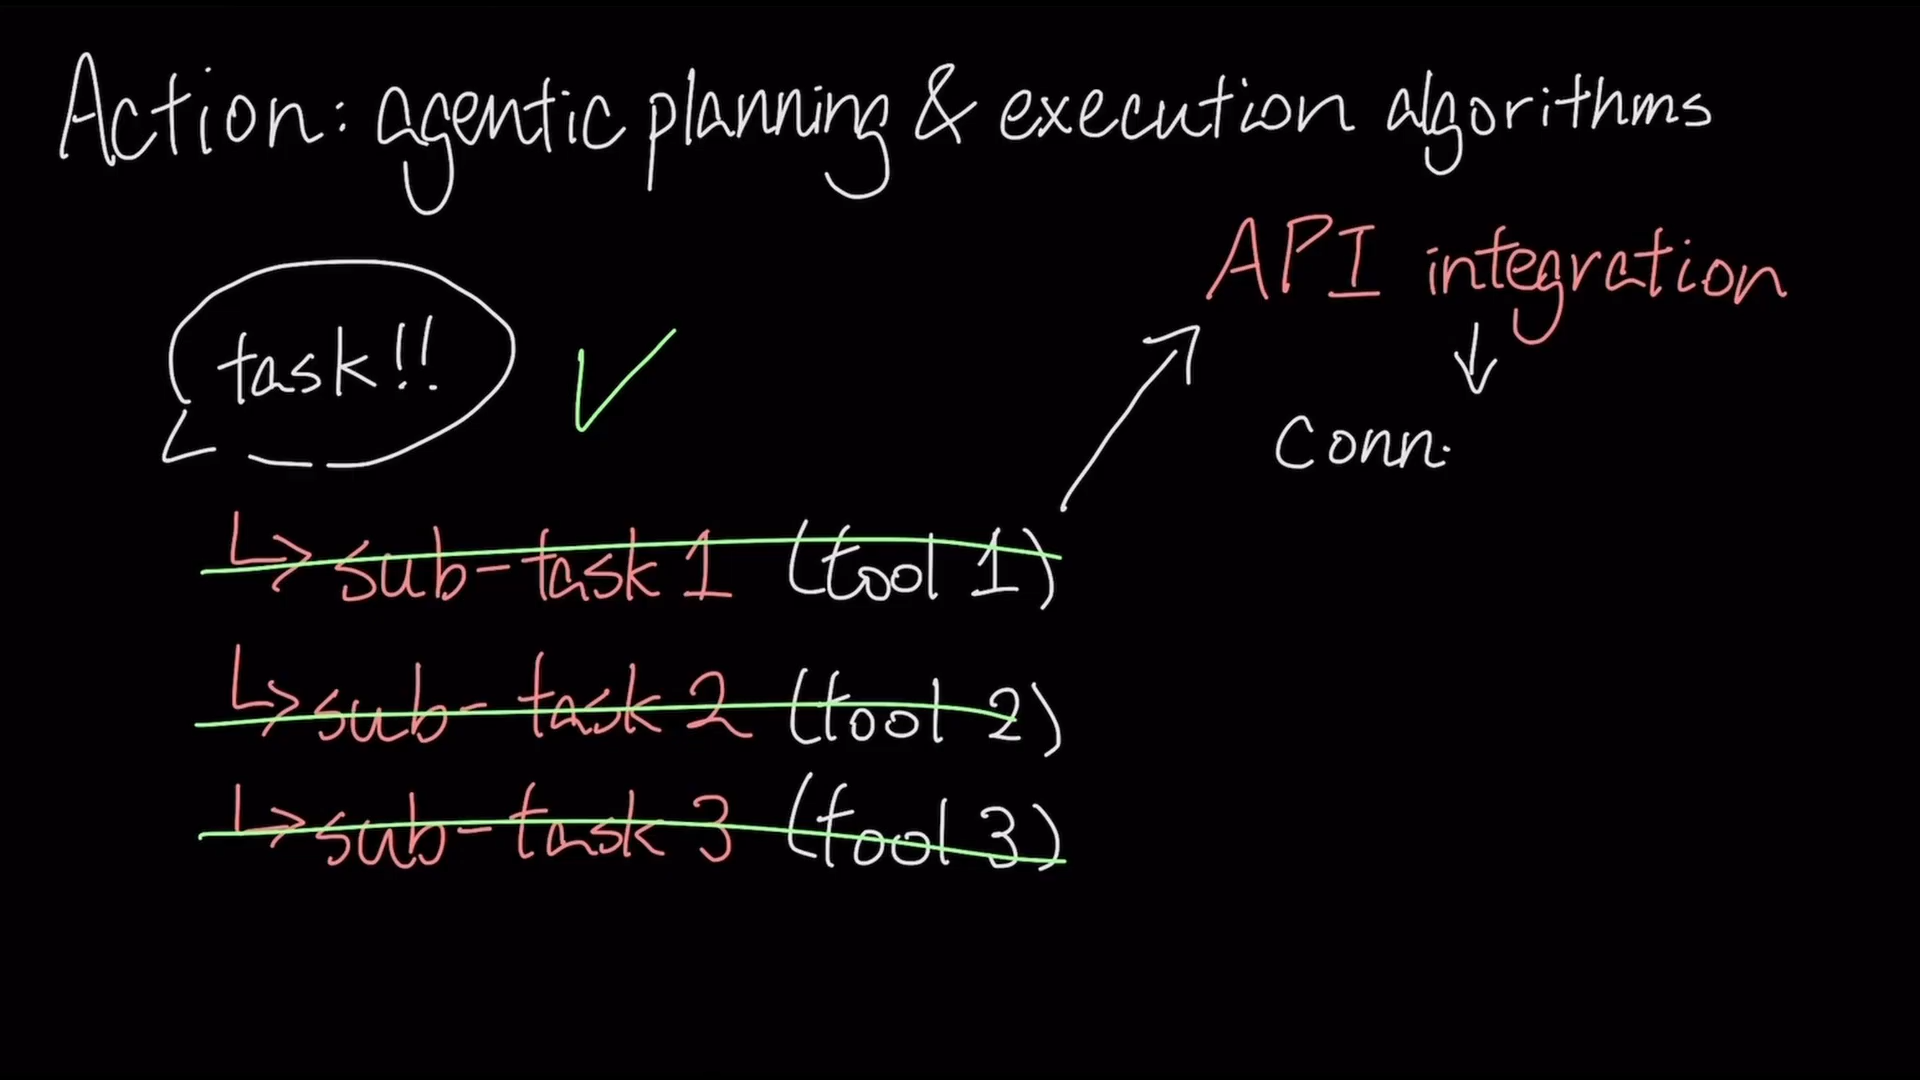 Action: agentic planning & execution algorithms
API integration
task!!
Conn.
sub-task 1 (tool 1)
sub-task 2 (tool 2)
sub-task 3 (tool 3)